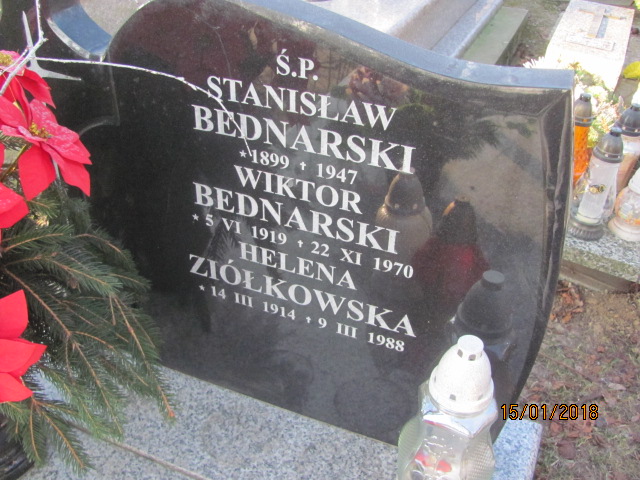 Ś.P.
STANISŁAW
BEDNARSKI
*1899 +1947
WIKTOR
BEDNARSKI
*5 VI 1919 +22 XI 1970
HELENA
ZIÓŁKOWSKA
*14 III 1914 +9 III 1988
15/01/2018